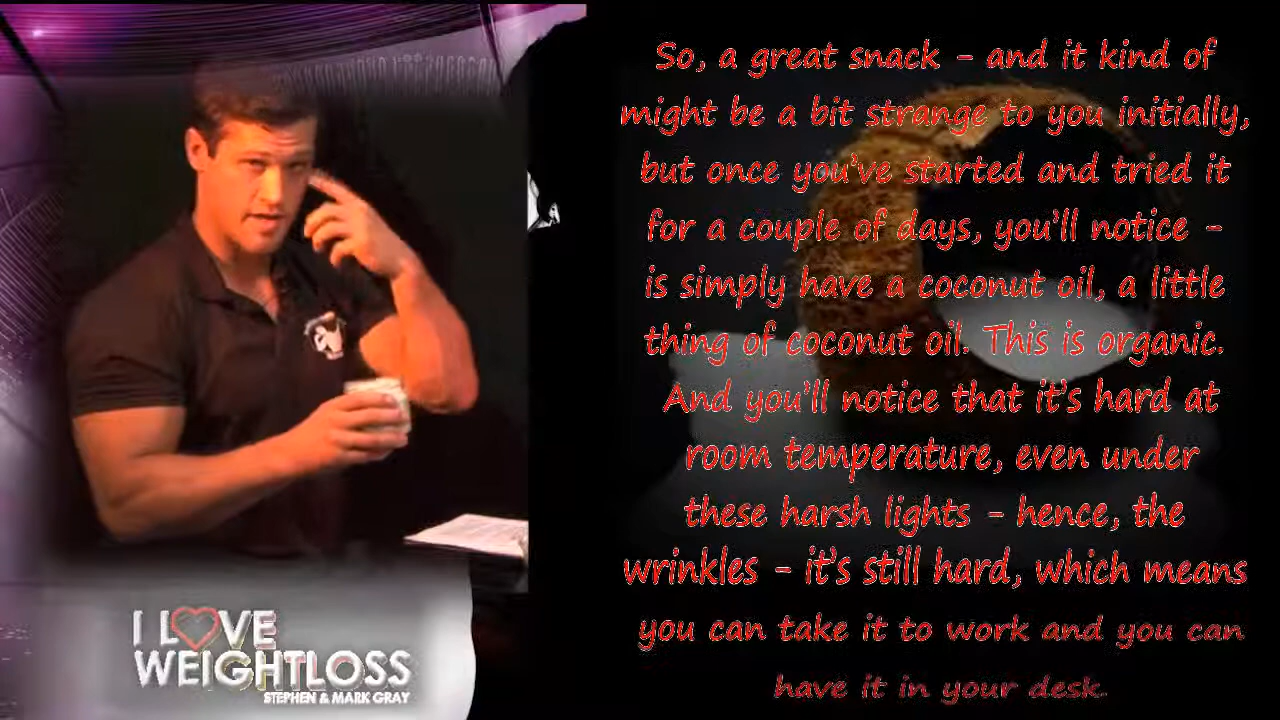 So, a great snack - and it kind of
might be a bit strange to you initially,
but once you've started and tried it
for a couple of days, you'll notice -
is simply have a coconut oil, a little
thing of coconut oil. This is organic.
And you'll notice that it's hard at
room temperature, even under
these harsh lights - hence, the
wrinkles - it's still hard, which means
you can take it to work and you can
have it in your desk.
I LOVE
WEIGHTLOSS
STEPHEN & MARK GRAY